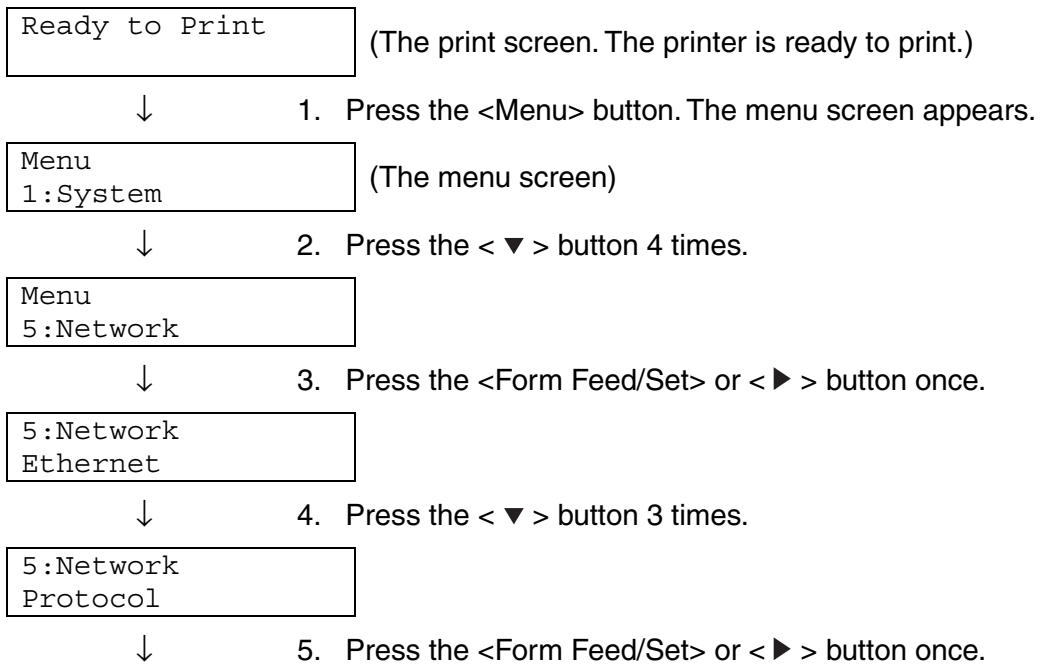 Ready to Print
(The print screen. The printer is ready to print.)
↓ 1. Press the <Menu> button. The menu screen appears.
Menu
1:System
(The menu screen)
↓ 2. Press the < ▼ > button 4 times.
Menu
5:Network
↓ 3. Press the <Form Feed/Set> or < ▶ > button once.
5:Network
Ethernet
↓ 4. Press the < ▼ > button 3 times.
5:Network
Protocol
↓ 5. Press the <Form Feed/Set> or < ▶ > button once.